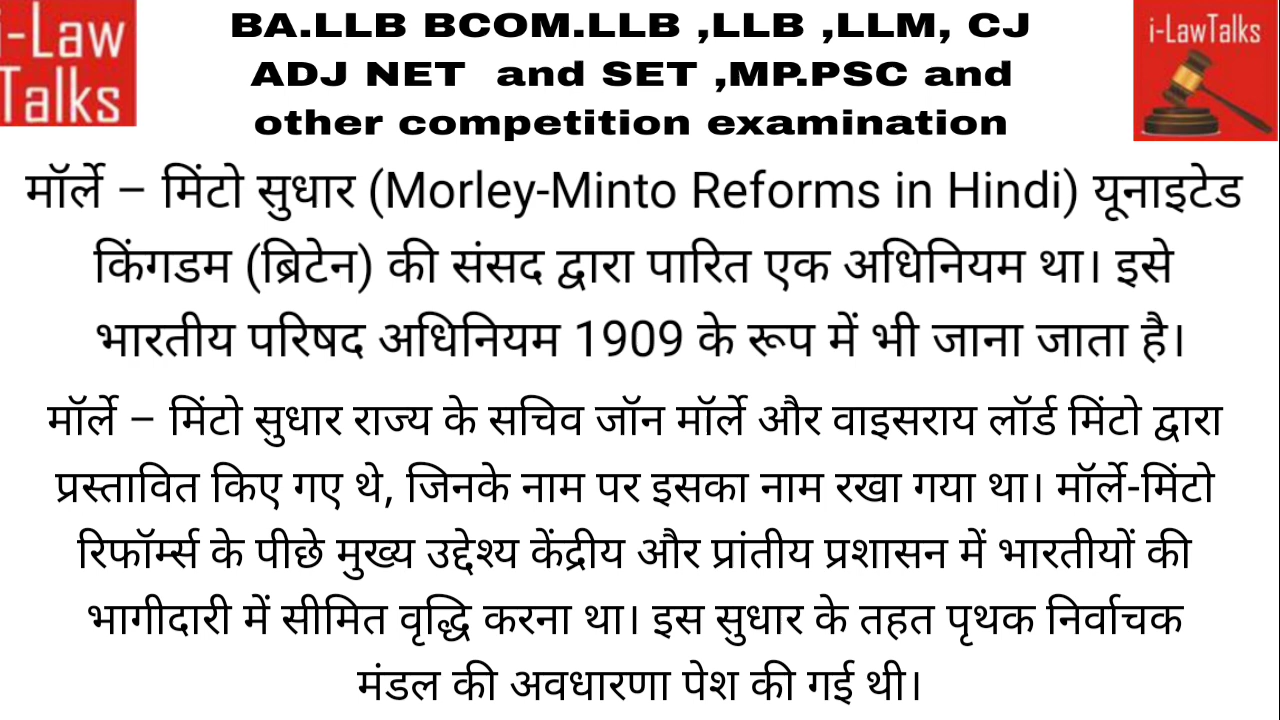 i-Law
Talks
BA.LLB BCOM.LLB ,LLB ,LLM, CJ
ADJ NET and SET ,MP.PSC and
other competition examination
i-LawTalks
मॉर्ले – मिंटो सुधार (Morley-Minto Reforms in Hindi) यूनाइटेड
किंगडम (ब्रिटेन) की संसद द्वारा पारित एक अधिनियम था। इसे
भारतीय परिषद अधिनियम 1909 के रूप में भी जाना जाता है।
मॉर्ले – मिंटो सुधार राज्य के सचिव जॉन मॉर्ले और वाइसराय लॉर्ड मिंटो द्वारा
प्रस्तावित किए गए थे, जिनके नाम पर इसका नाम रखा गया था। मॉर्ले-मिंटो
रिफॉर्म्स के पीछे मुख्य उद्देश्य केंद्रीय और प्रांतीय प्रशासन में भारतीयों की
भागीदारी में सीमित वृद्धि करना था। इस सुधार के तहत पृथक निर्वाचक
मंडल की अवधारणा पेश की गई थी।